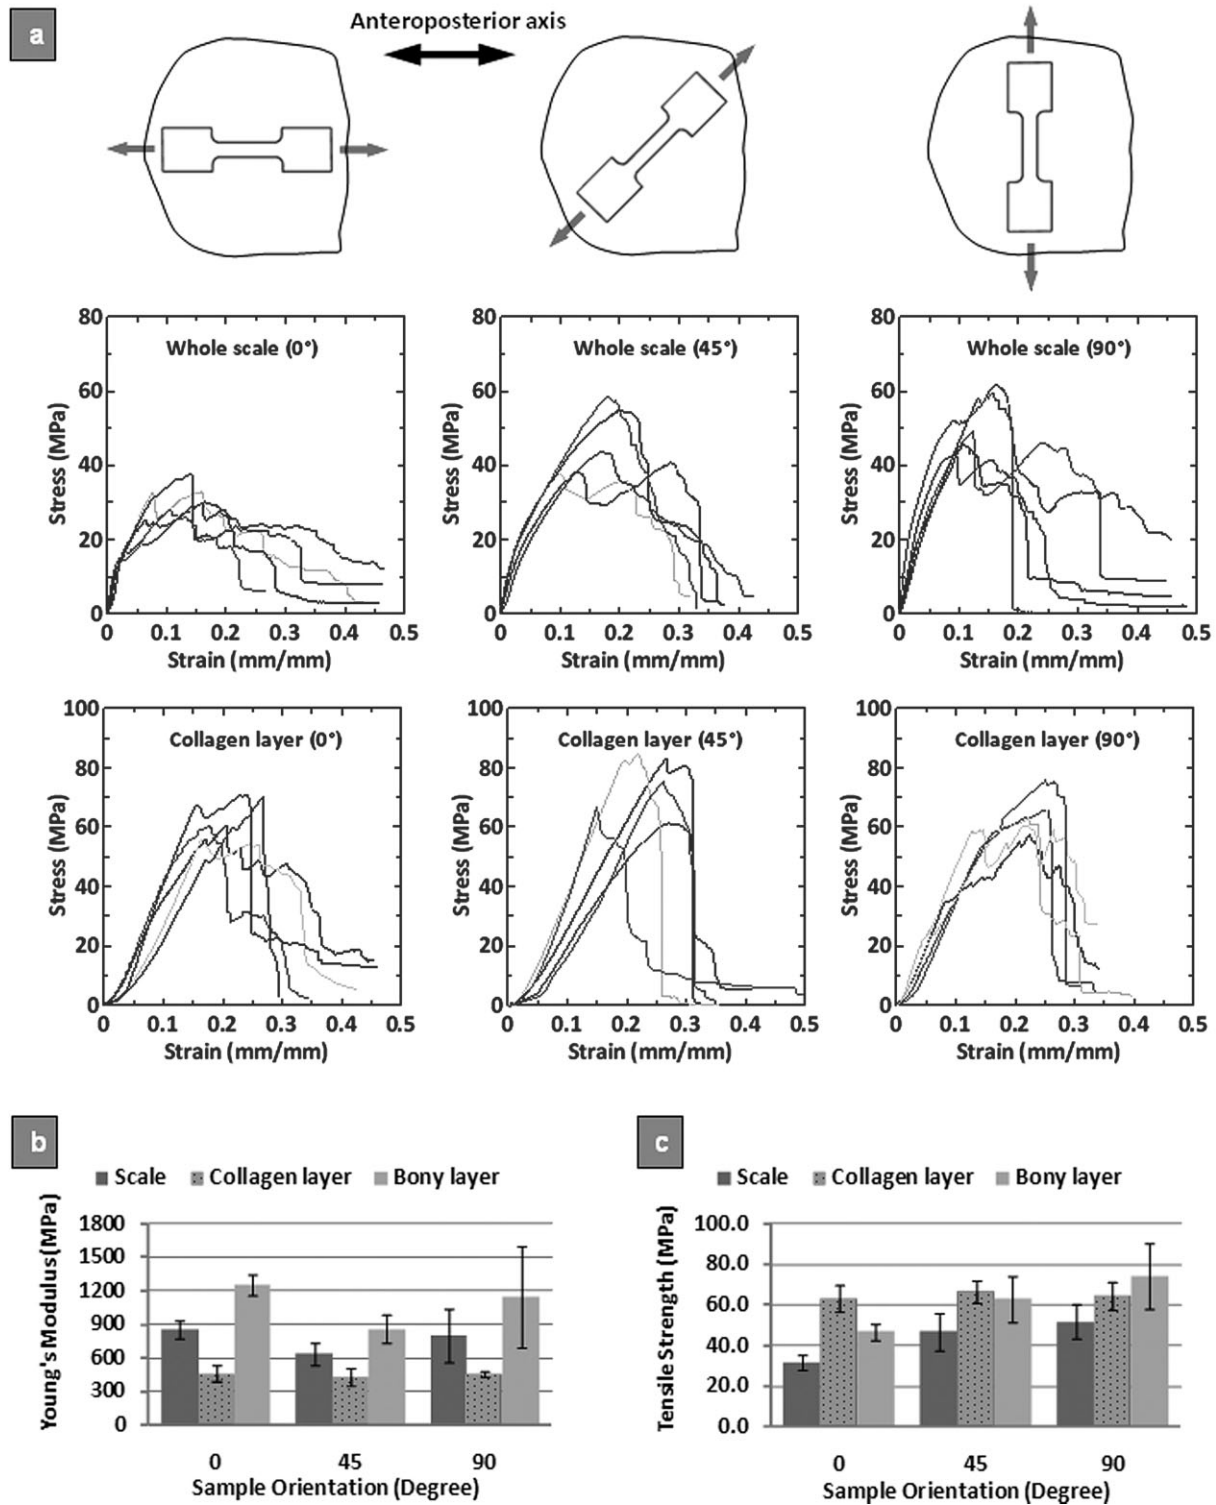 a
Anteroposterior axis
80
60
40
20
0
Stress (MPa)
Whole scale (0°)
0 0.1 0.2 0.3 0.4 0.5
Strain (mm/mm)
80
60
40
20
0
Stress (MPa)
Whole scale (45°)
0 0.1 0.2 0.3 0.4 0.5
Strain (mm/mm)
80
60
40
20
0
Stress (MPa)
Whole scale (90°)
0 0.1 0.2 0.3 0.4 0.5
Strain (mm/mm)
100
80
60
40
20
0
Stress (MPa)
Collagen layer (0°)
0 0.1 0.2 0.3 0.4 0.5
Strain (mm/mm)
100
80
60
40
20
0
Stress (MPa)
Collagen layer (45°)
0 0.1 0.2 0.3 0.4 0.5
Strain (mm/mm)
100
80
60
40
20
0
Stress (MPa)
Collagen layer (90°)
0 0.1 0.2 0.3 0.4 0.5
Strain (mm/mm)
b
Scale Collagen layer Bony layer
Young's Modulus(MPa)
1800
1500
1200
900
600
300
0
0 45 90
Sample Orientation (Degree)
c
Scale Collagen layer Bony layer
Tensile Strength (MPa)
100.0
80.0
60.0
40.0
20.0
0.0
0 45 90
Sample Orientation (Degree)